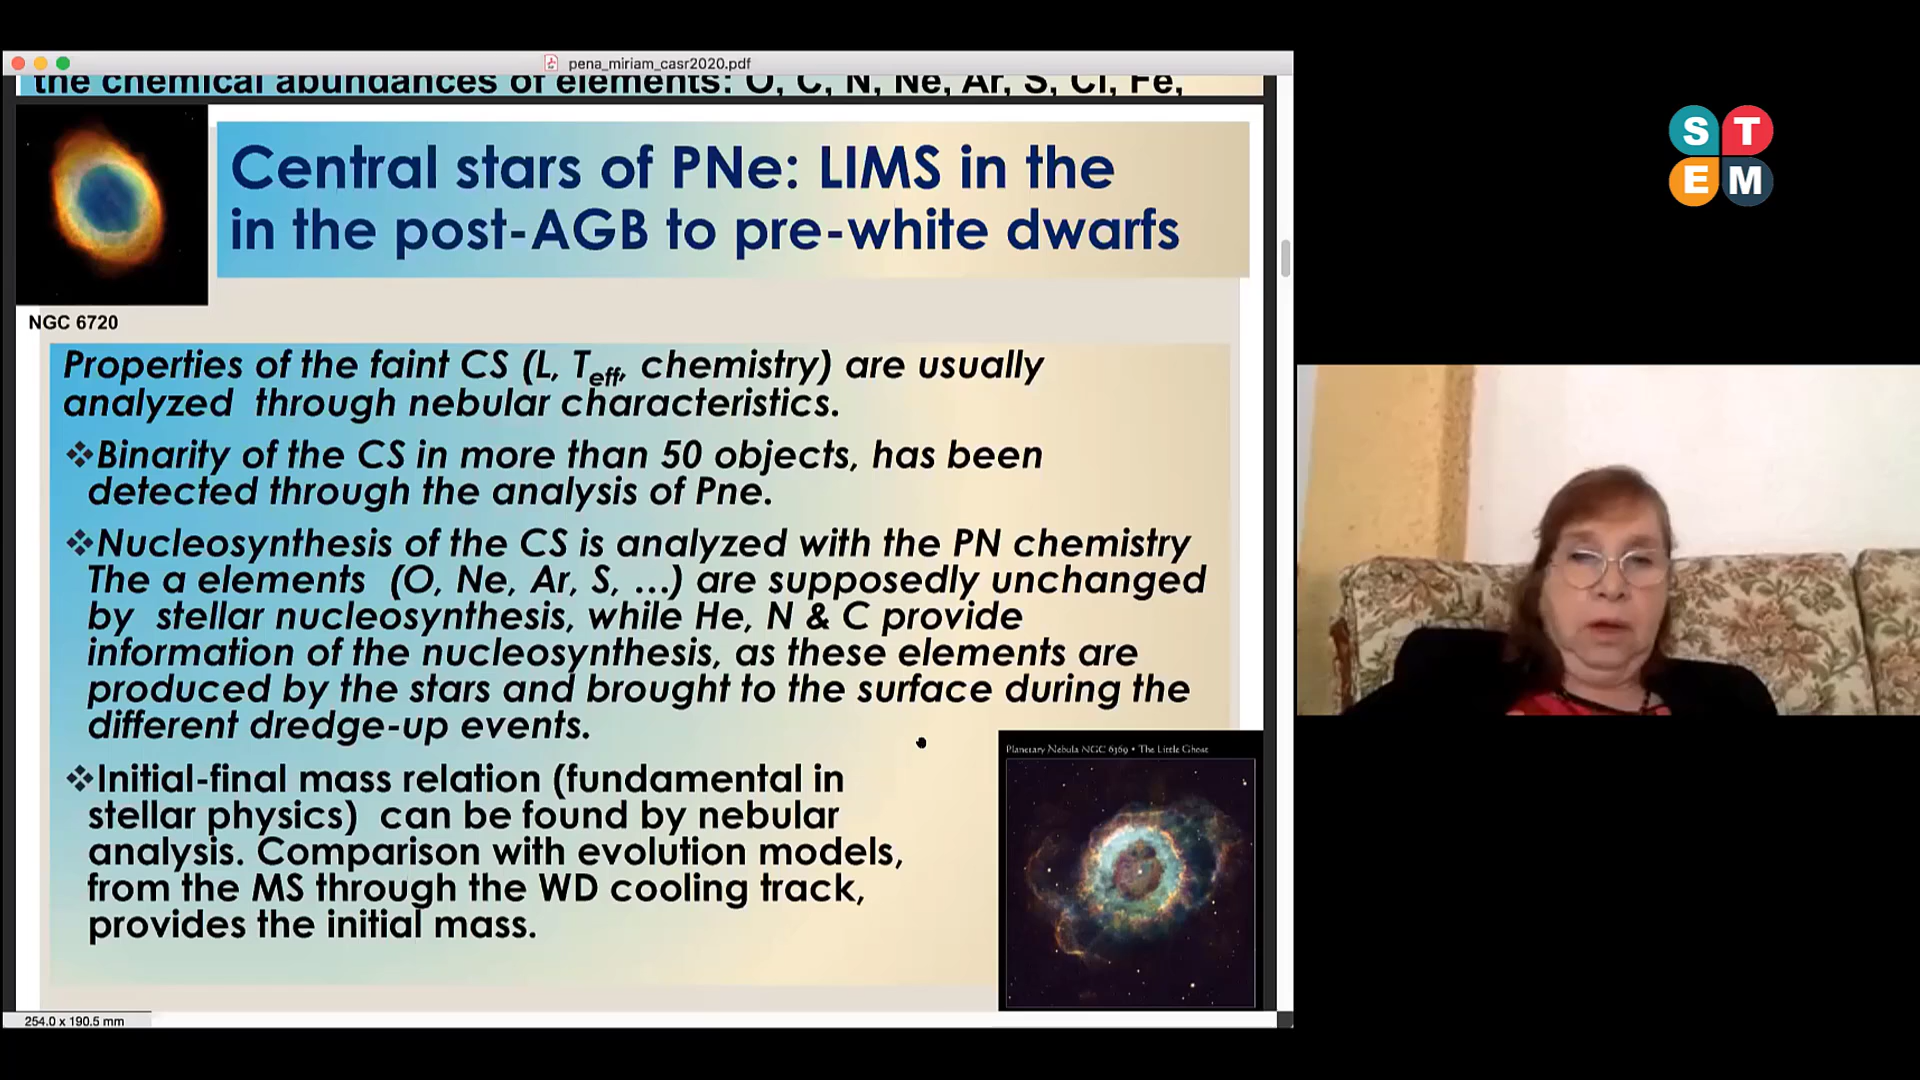 pena_miriam_casr2020.pdf
the chemical abundances of elements: O, C, N, Ne, Ar, S, Cl, Fe,
Central stars of PNe: LIMS in the
in the post-AGB to pre-white dwarfs
NGC 6720
Properties of the faint CS (L, Teff, chemistry) are usually
analyzed through nebular characteristics.
❖Binarity of the CS in more than 50 objects, has been
detected through the analysis of Pne.
❖Nucleosynthesis of the CS is analyzed with the PN chemistry
The a elements (O, Ne, Ar, S, ...) are supposedly unchanged
by stellar nucleosynthesis, while He, N & C provide
information of the nucleosynthesis, as these elements are
produced by the stars and brought to the surface during the
different dredge-up events.
❖Initial-final mass relation (fundamental in
stellar physics) can be found by nebular
analysis. Comparison with evolution models,
from the MS through the WD cooling track,
provides the initial mass.
Planetary Nebula NGC 6369 • The Little Ghost
254.0 x 190.5 mm
S T
E M